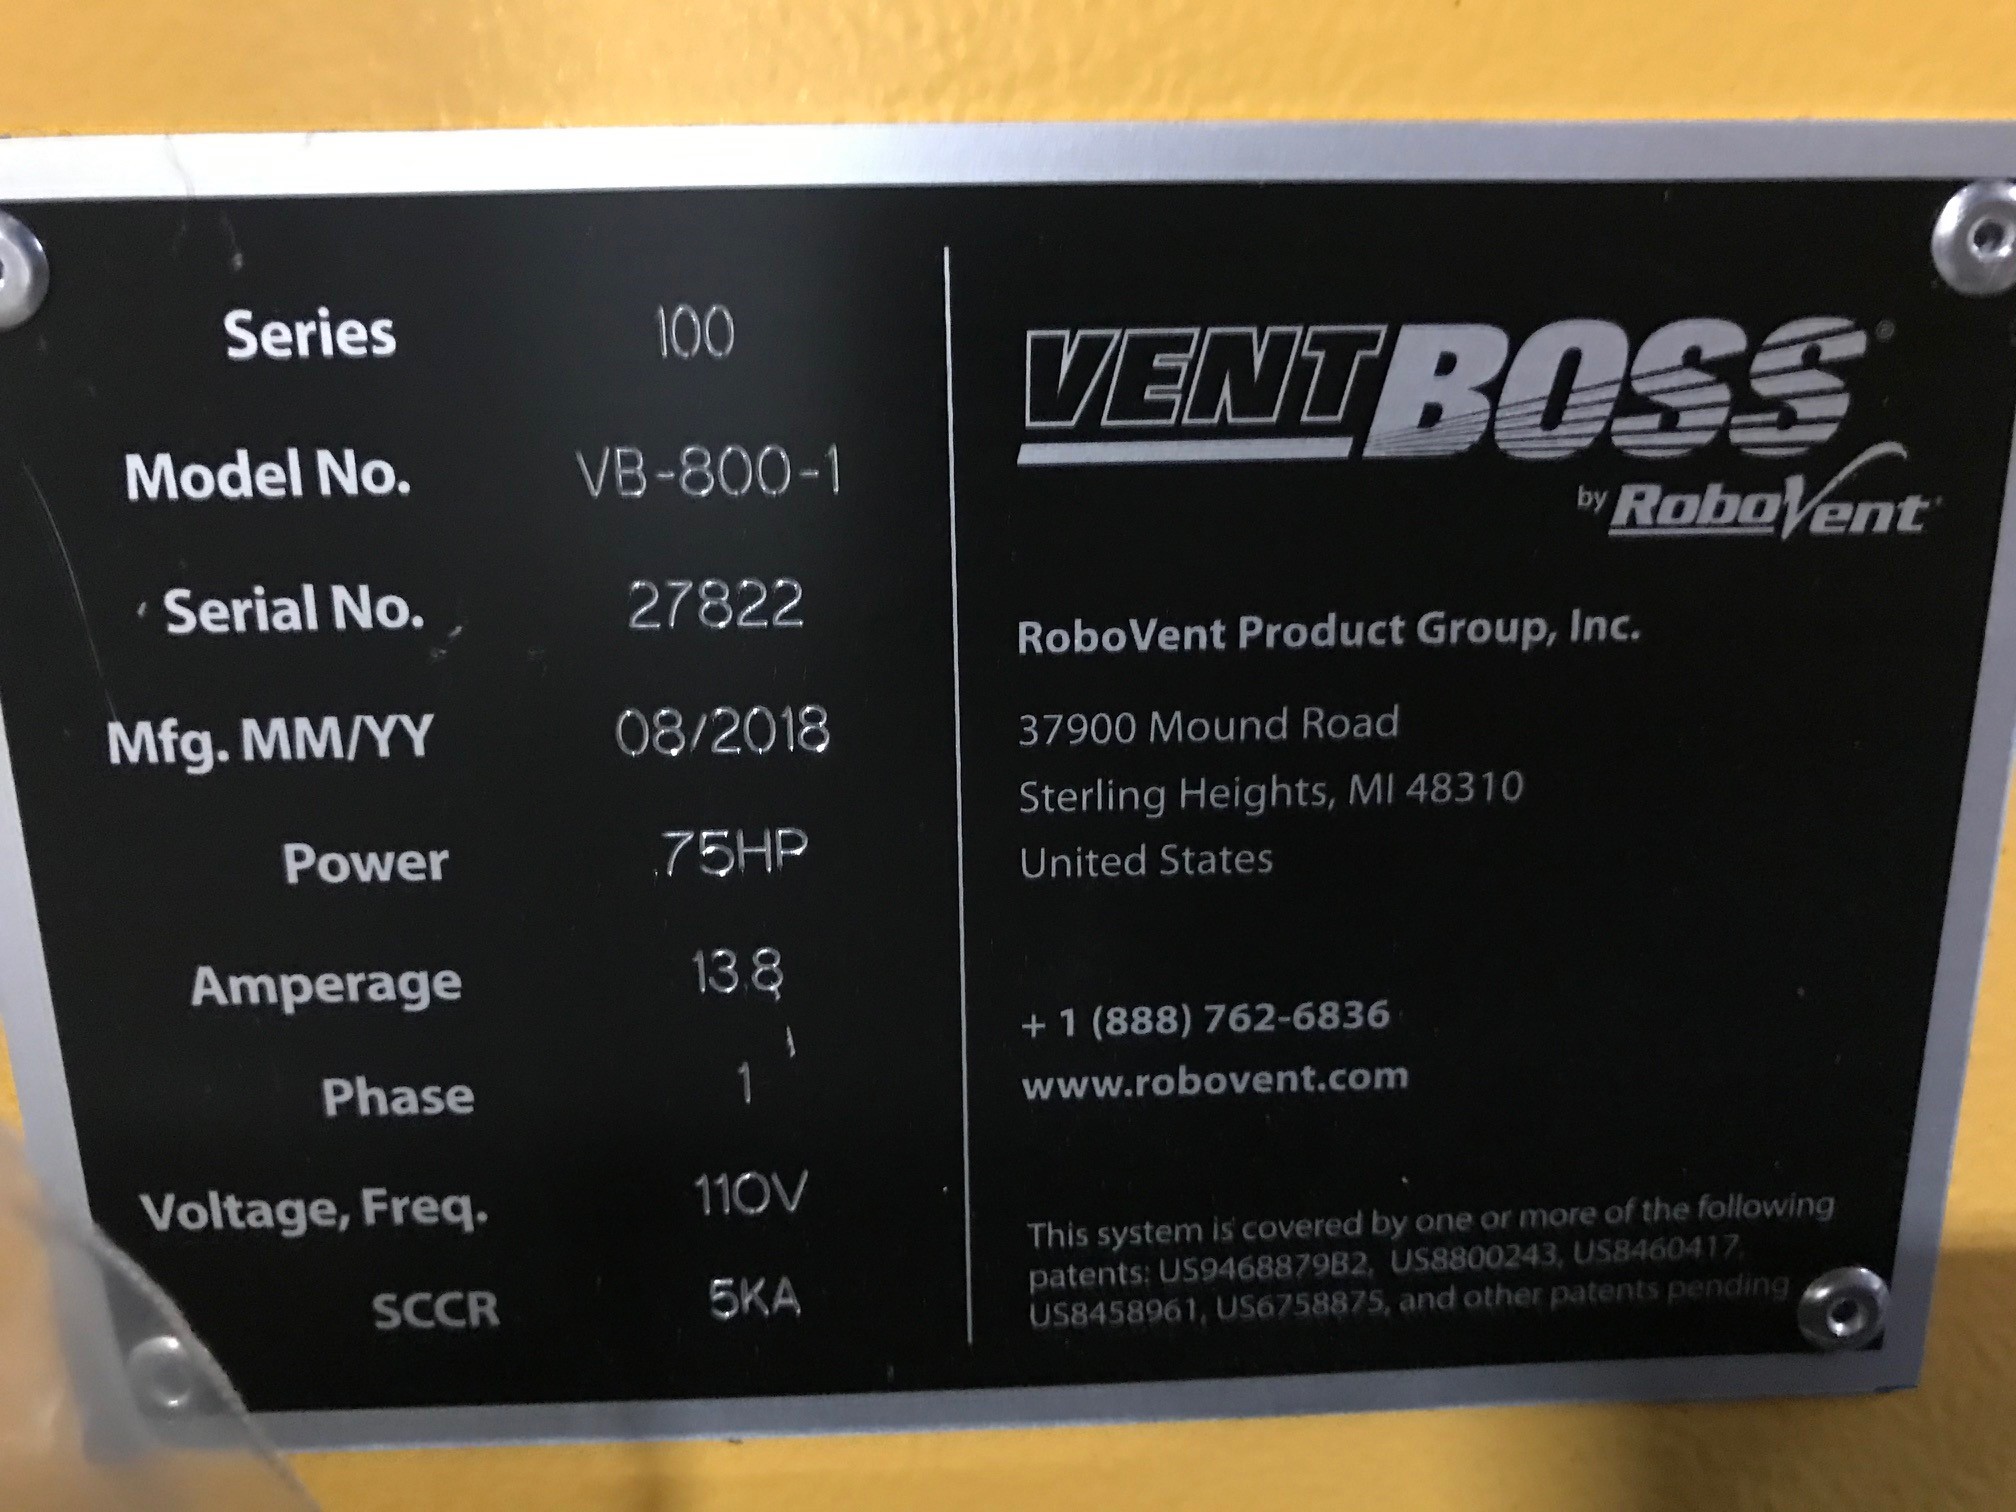 Series 100
Model No. VB-800-1
Serial No. 27822
Mfg. MM/YY 08/2018
Power .75HP
Amperage 13.8
Phase 1
Voltage, Freq. 110V
SCCR 5KA
VENTBOSS®
by RoboVent
RoboVent Product Group, Inc.
37900 Mound Road
Sterling Heights, MI 48310
United States
+ 1 (888) 762-6836
www.robovent.com
This system is covered by one or more of the following
patents: US9468879B2, US8800243, US8460417,
US8458961, US6758875, and other patents pending